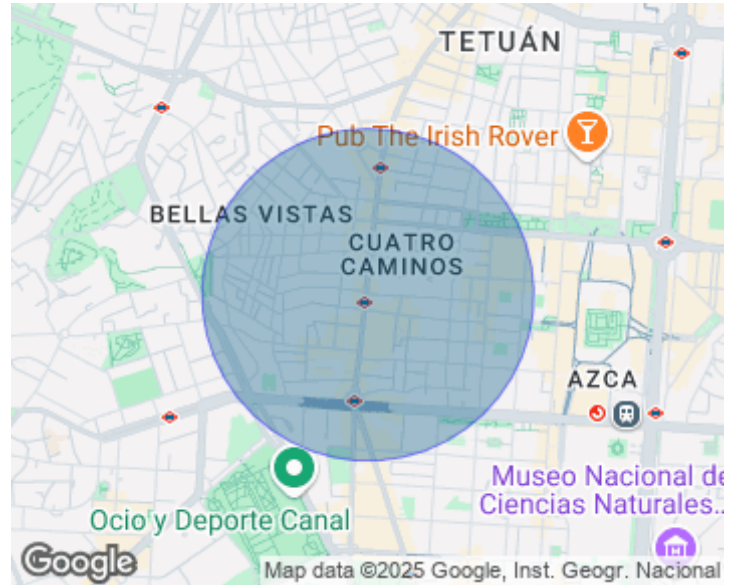 TETUÁN
Pub The Irish Rover
BELLAS VISTAS
CUATRO
CAMINOS
AZCA
Museo Nacional de
Ciencias Naturales...
Ocio y Deporte Canal
Google
Map data ©2025 Google, Inst. Geogr. Nacional